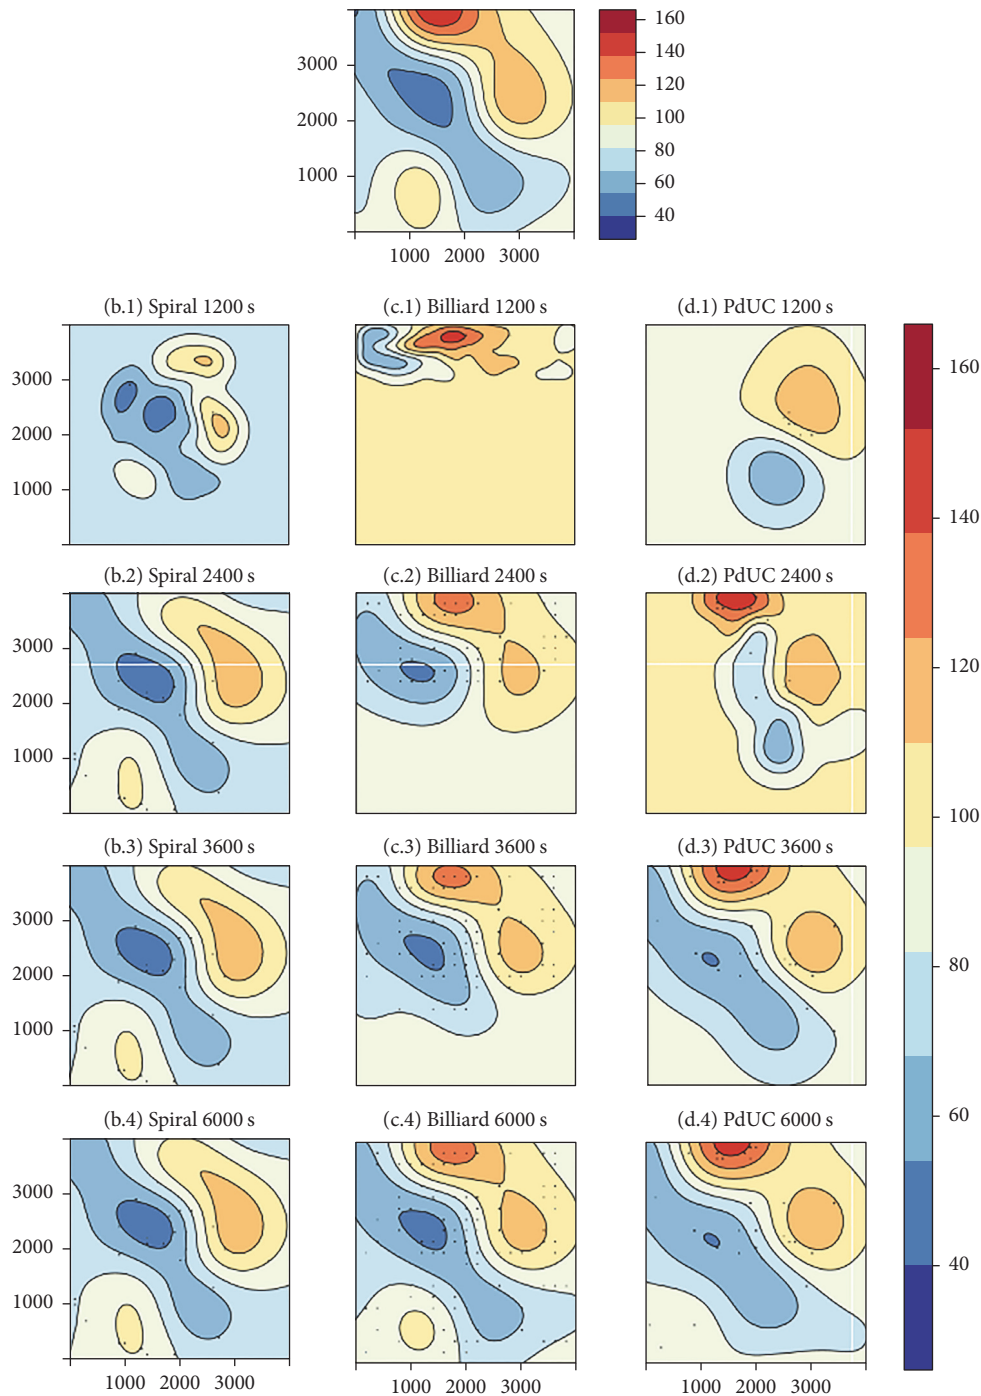 3000
2000
1000
1000 2000 3000
160
140
120
100
80
60
40
(b.1) Spiral 1200 s
(c.1) Billiard 1200 s
(d.1) PdUC 1200 s
3000
2000
1000
(b.2) Spiral 2400 s
(c.2) Billiard 2400 s
(d.2) PdUC 2400 s
3000
2000
1000
(b.3) Spiral 3600 s
(c.3) Billiard 3600 s
(d.3) PdUC 3600 s
3000
2000
1000
(b.4) Spiral 6000 s
(c.4) Billiard 6000 s
(d.4) PdUC 6000 s
3000
2000
1000
1000 2000 3000
1000 2000 3000
1000 2000 3000
160
140
120
100
80
60
40